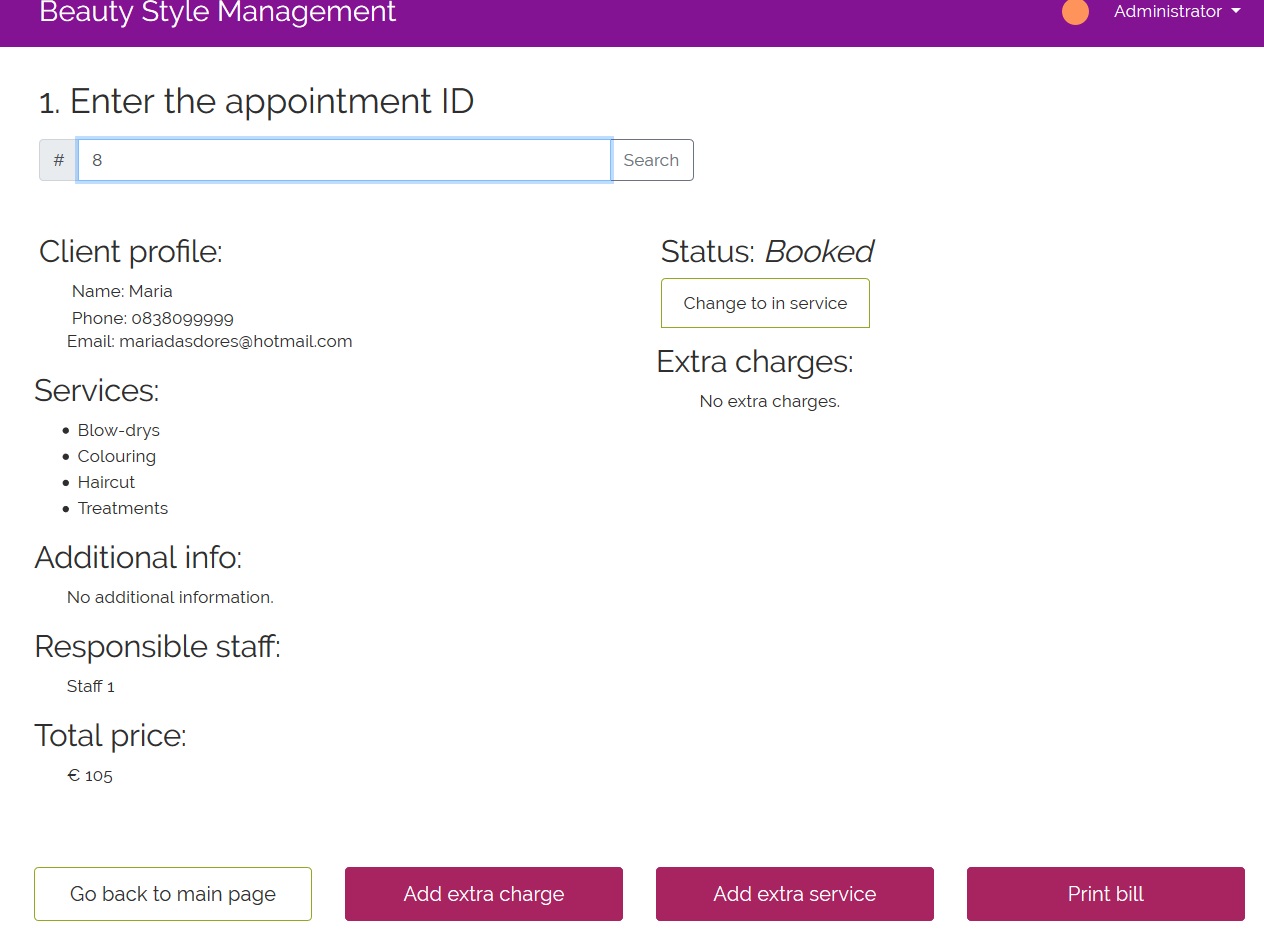 Beauty Style Management
Administrator
1. Enter the appointment ID
# 8 Search
Client profile:
Name: Maria
Phone: 0838099999
Email: mariadasdores@hotmail.com
Services:
• Blow-drys
• Colouring
• Haircut
• Treatments
Additional info:
No additional information.
Responsible staff:
Staff 1
Total price:
€ 105
Status: Booked
Change to in service
Extra charges:
No extra charges.
Go back to main page
Add extra charge
Add extra service
Print bill